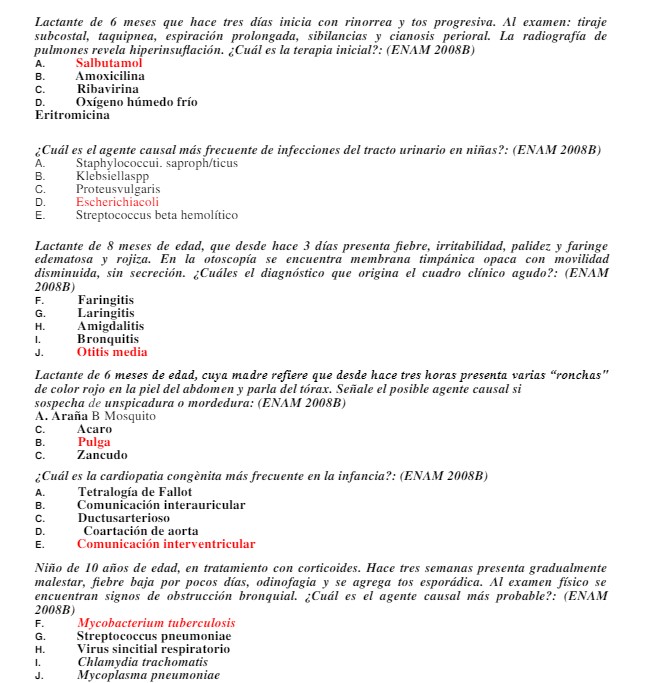 Lactante de 6 meses que hace tres días inicia con rinorrea y tos progresiva. Al examen: tiraje
subcostal, taquipnea, espiración prolongada, sibilancias y cianosis perioral. La radiografía de
pulmones revela hiperinsuflación. ¿Cuál es la terapia inicial?: (ENAM 2008B)
A. Salbutamol
B. Amoxicilina
C. Ribavirina
D. Oxígeno húmedo frío
Eritromicina
¿Cuál es el agente causal más frecuente de infecciones del tracto urinario en niñas?: (ENAM 2008B)
A. Staphylococcui. saproph/ticus
B. Klebsiellaspp
C. Proteusvulgaris
D. Escherichiacoli
E. Streptococcus beta hemolítico
Lactante de 8 meses de edad, que desde hace 3 días presenta fiebre, irritabilidad, palidez y faringe
edematosa y rojiza. En la otoscopía se encuentra membrana timpánica opaca con movilidad
disminuida, sin secreción. ¿Cuáles el diagnóstico que origina el cuadro clínico agudo?: (ENAM
2008B)
F. Faringitis
G. Laringitis
H. Amigdalitis
I. Bronquitis
J. Otitis media
Lactante de 6 meses de edad, cuya madre refiere que desde hace tres horas presenta varias “ronchas"
de color rojo en la piel del abdomen y parla del tórax. Señale el posible agente causal si
sospecha de unspicadura o mordedura: (ENAM 2008B)
A. Araña B Mosquito
C. Acaro
B. Pulga
C. Zancudo
¿Cuál es la cardiopatia congènita más frecuente en la infancia?: (ENAM 2008B)
A. Tetralogía de Fallot
B. Comunicación interauricular
C. Ductusarterioso
D. Coartación de aorta
E. Comunicación interventricular
Niño de 10 años de edad, en tratamiento con corticoides. Hace tres semanas presenta gradualmente
malestar, fiebre baja por pocos días, odinofagia y se agrega tos esporádica. Al examen físico se
encuentran signos de obstrucción bronquial. ¿Cuál es el agente causal más probable?: (ENAM
2008B)
F. Mycobacterium tuberculosis
G. Streptococcus pneumoniae
H. Virus sincitial respiratorio
I. Chlamydia trachomatis
J. Mycoplasma pneumoniae